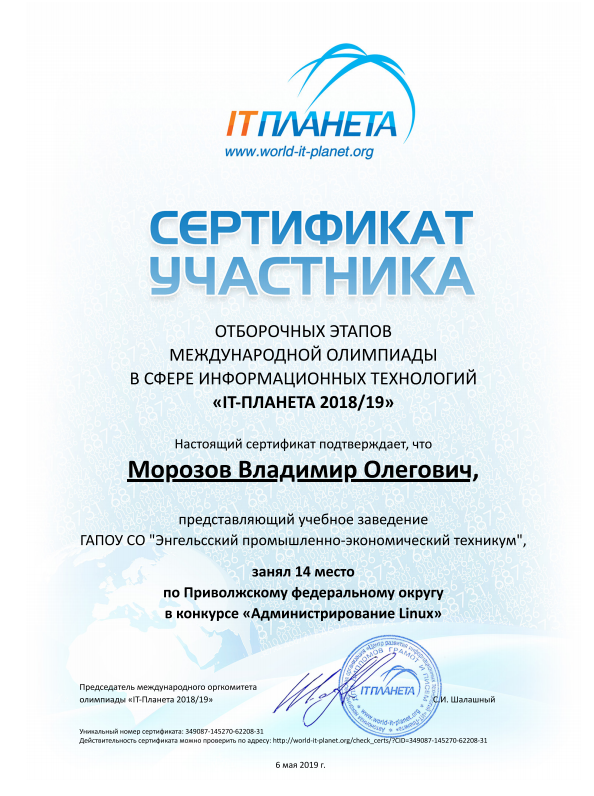 ITПЛАНЕТА
www.world-it-planet.org
СЕРТИФИКАТ
УЧАСТНИКА
ОТБОРОЧНЫХ ЭТАПОВ
МЕЖДУНАРОДНОЙ ОЛИМПИАДЫ
В СФЕРЕ ИНФОРМАЦИОННЫХ ТЕХНОЛОГИЙ
«IT-ПЛАНЕТА 2018/19»
Настоящий сертификат подтверждает, что
Морозов Владимир Олегович,
представляющий учебное заведение
ГАПОУ СО "Энгельсский промышленно-экономический техникум",
занял 14 место
по Приволжскому федеральному округу
в конкурсе «Администрирование Linux»
Председатель международного оргкомитета
олимпиады «IT-Планета 2018/19»
ITПЛАНЕТА
www.world-it-planet.org
С.И. Шалашный
Уникальный номер сертификата: 349087-145270-62208-31
Действительность сертификата можно проверить по адресу: http://world-it-planet.org/check_certs/?CID=349087-145270-62208-31
6 мая 2019 г.